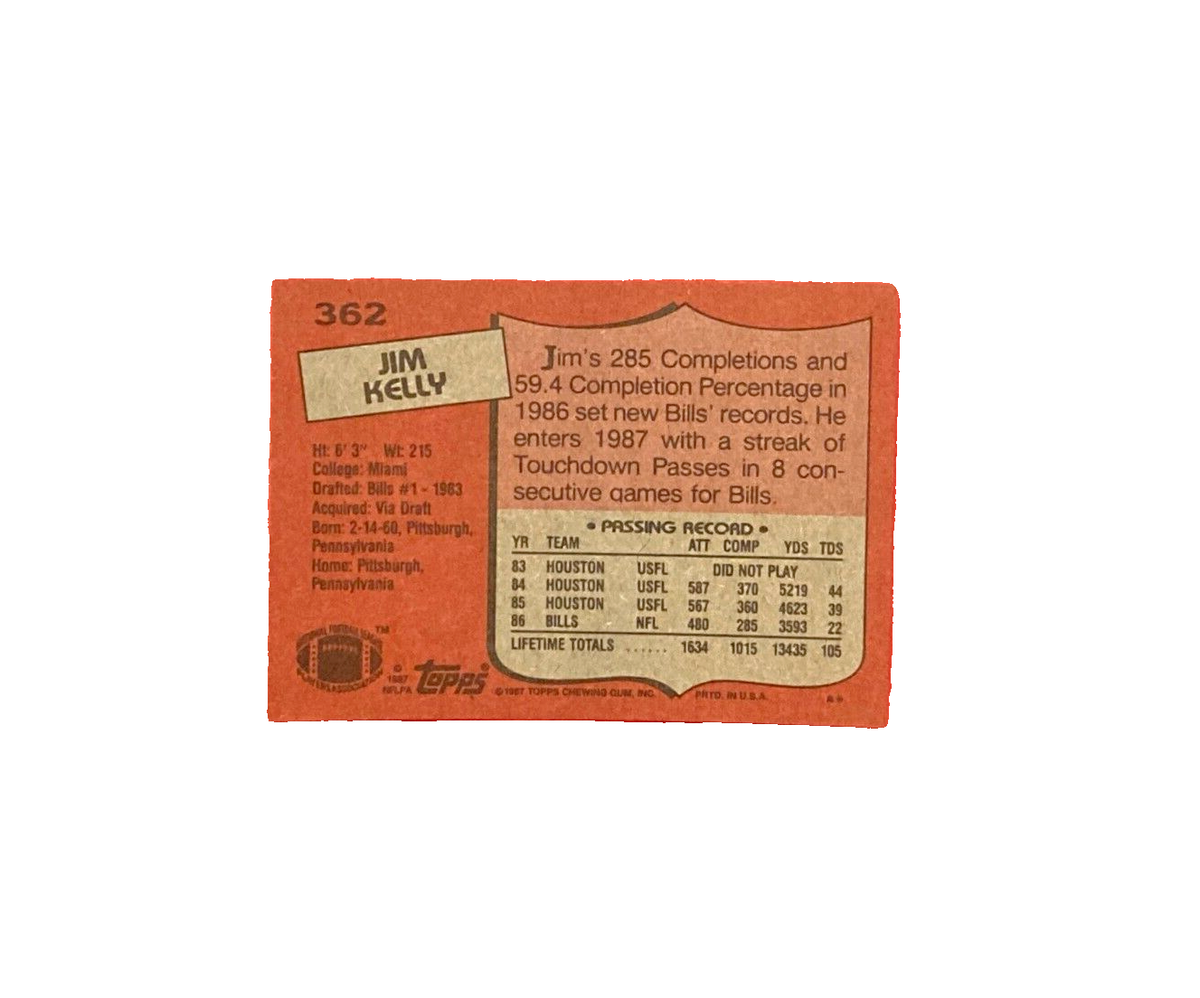 362
JIM
KELLY
Ht: 6' 3" Wt: 215
College: Miami
Drafted: Bills #1 - 1983
Acquired: Via Draft
Born: 2-14-60, Pittsburgh,
Pennsylvania
Home: Pittsburgh,
Pennsylvania
Jim's 285 Completions and
59.4 Completion Percentage in
1986 set new Bills' records. He
enters 1987 with a streak of
Touchdown Passes in 8 con-
secutive games for Bills.
• PASSING RECORD •
YR TEAM ATT COMP YDS TDS
83 HOUSTON USFL DID NOT PLAY
84 HOUSTON USFL 587 370 5219 44
85 HOUSTON USFL 567 360 4623 39
86 BILLS NFL 480 285 3593 22
LIFETIME TOTALS ...... 1634 1015 13435 105
TM
©
1987
NFLPA
topps®
© 1987 TOPPS CHEWING GUM, INC. PRTD. IN U.S.A.